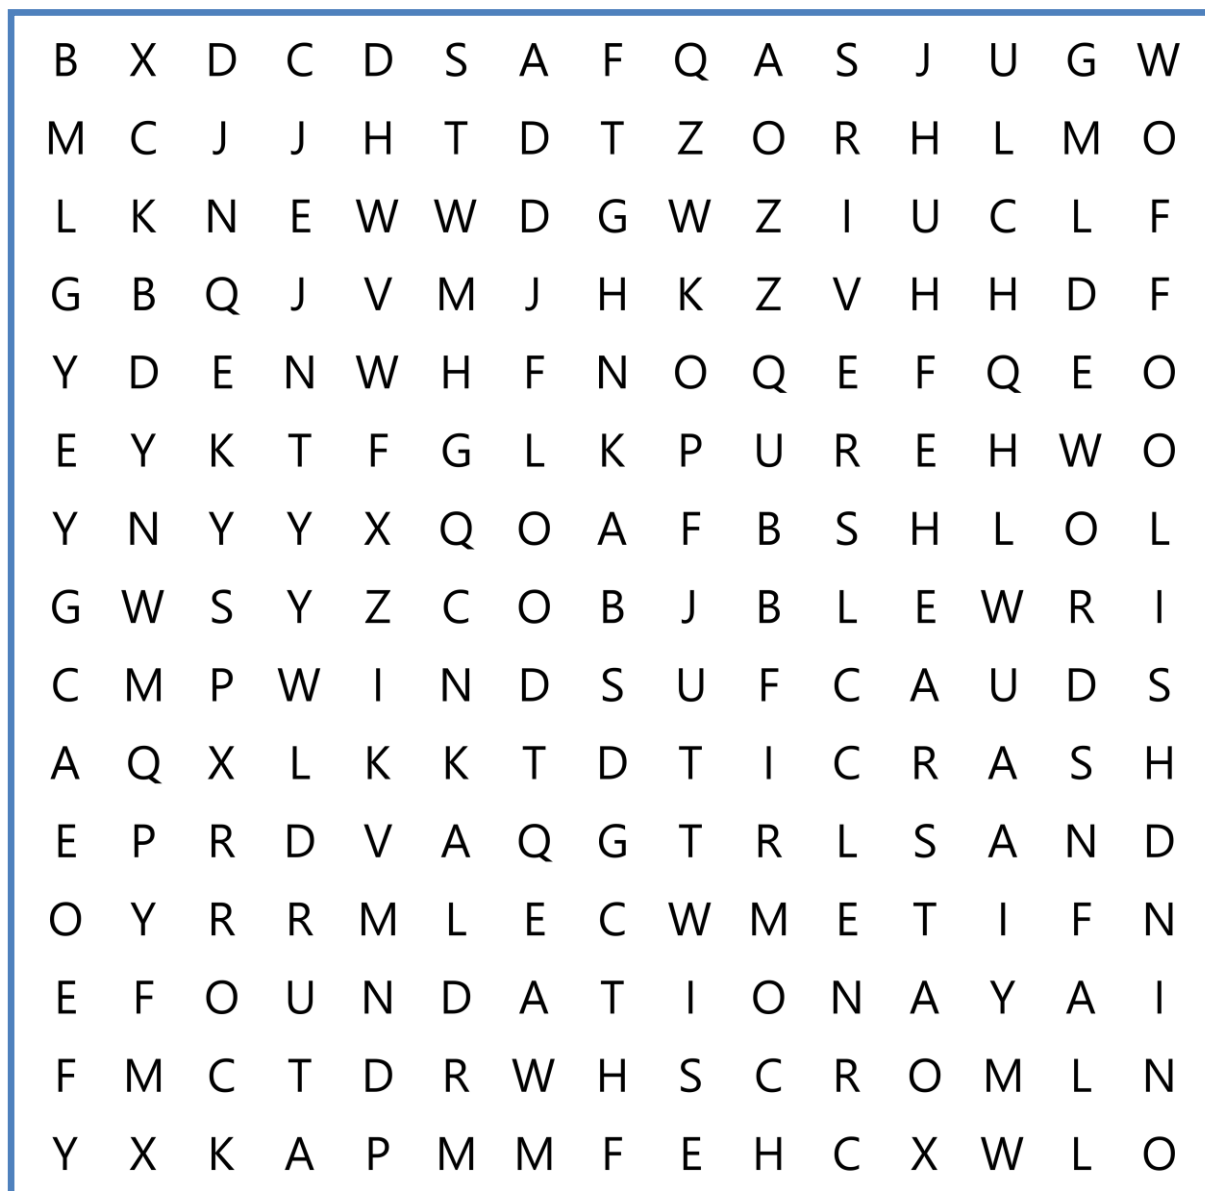 B X D C D S A F Q A S J U G W
M C J J H T D T Z O R H L M O
L K N E W W D G W Z I U C L F
G B Q J V M J H K Z V H H D F
Y D E N W H F N O Q E F Q E O
E Y K T F G L K P U R E H W O
Y N Y Y X Q O A F B S H L O L
G W S Y Z C O B J B L E W R I
C M P W I N D S U F C A U D S
A Q X L K K T D T I C R A S H
E P R D V A Q G T R L S A N D
O Y R R M L E C W M E T I F N
E F O U N D A T I O N A Y A I
F M C T D R W H S C R O M L N
Y X K A P M M F E H C X W L O